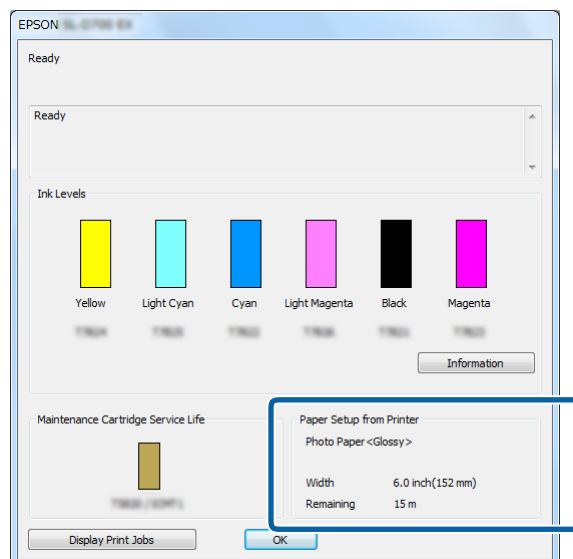 EPSON
Ready
Ready
Ink Levels
Yellow Light Cyan Cyan Light Magenta Black Magenta
Information
Maintenance Cartridge Service Life
Paper Setup from Printer
Photo Paper<Glossy>
Width 6.0 inch(152 mm)
Remaining 15 m
Display Print Jobs OK